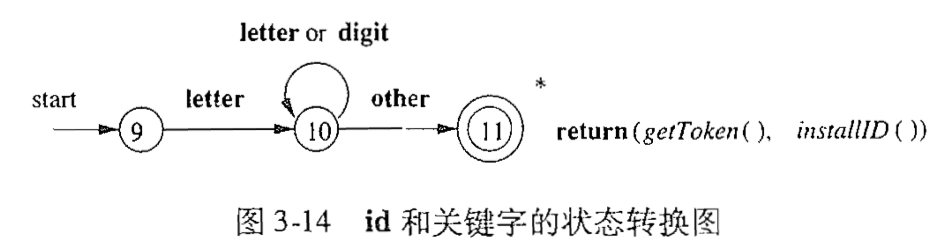 letter or digit
start letter other *
9 10 11 return(getToken( ), installID ( ))
图 3-14 id 和关键字的状态转换图